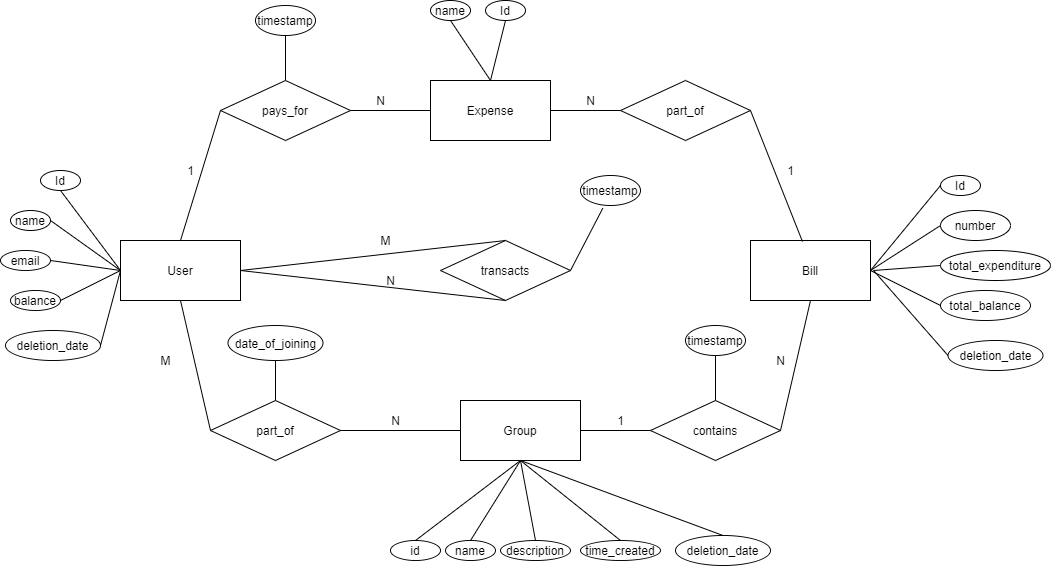 name
Id
timestamp
pays_for
N
Expense
N
part_of
1
1
Id
name
email
balance
deletion_date
User
M
N
transacts
timestamp
Bill
Id
number
total_expenditure
total_balance
deletion_date
M
date_of_joining
part_of
N
Group
1
timestamp
contains
N
id
name
description
time_created
deletion_date